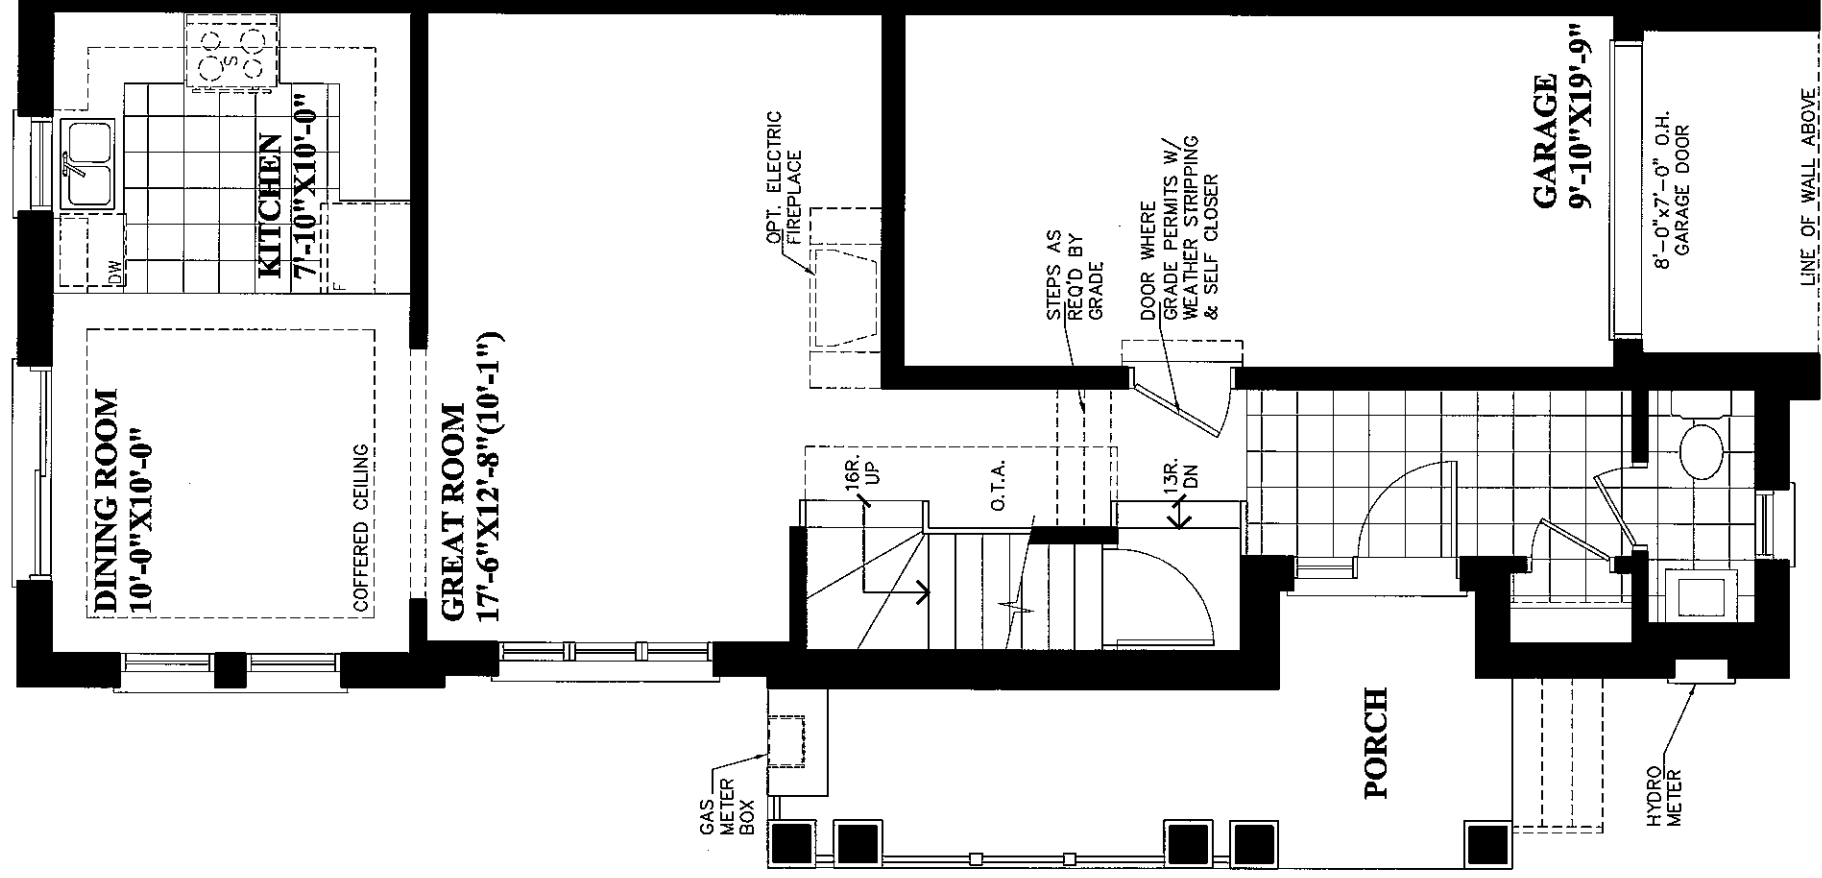 KITCHEN
7'-10"X10'-0"
S
DW
F
DINING ROOM
10'-0"X10'-0"
COFFERED CEILING
GREAT ROOM
17'-6"X12'-8"(10'-1")
OPT. ELECTRIC
FIREPLACE
16R.
UP
O.T.A.
STEPS AS
REQ'D BY
GRADE
DOOR WHERE
GRADE PERMITS W/
WEATHER STRIPPING
& SELF CLOSER
13R.
DN
GARAGE
9'-10"X19'-9"
8'-0"x7'-0" O.H.
GARAGE DOOR
LINE OF WALL ABOVE
GAS
METER
BOX
PORCH
HYDRO
METER